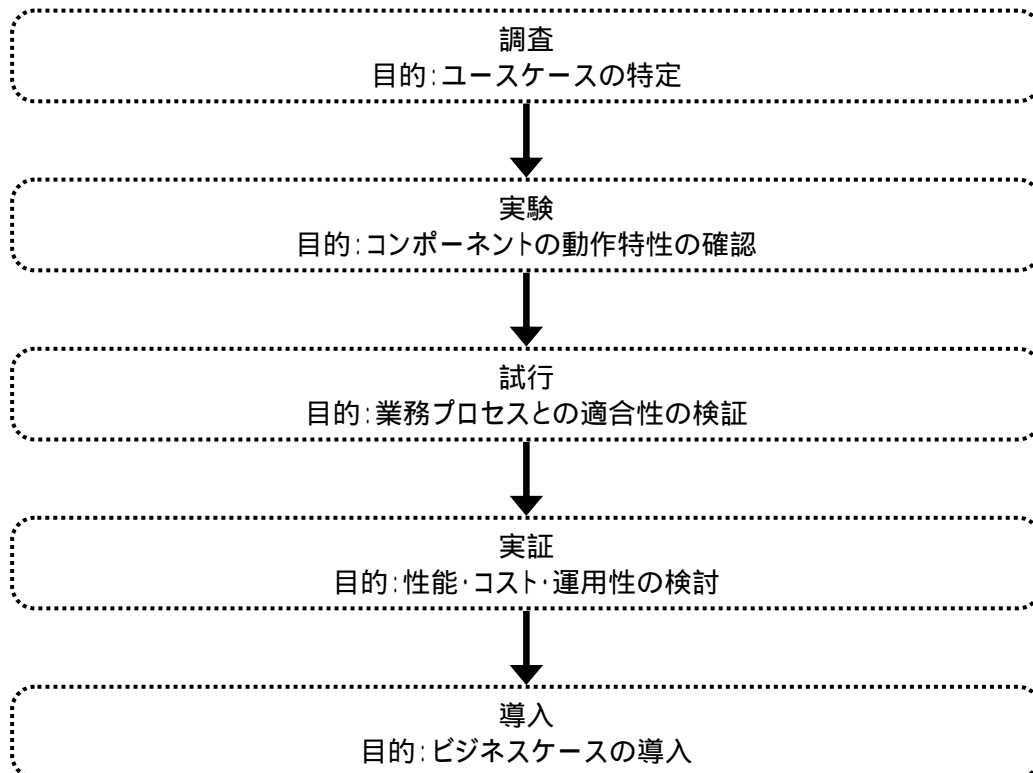 調査
目的:ユースケースの特定
実験
目的:コンポーネントの動作特性の確認
試行
目的:業務プロセスとの適合性の検証
実証
目的:性能・コスト・運用性の検討
導入
目的:ビジネスケースの導入